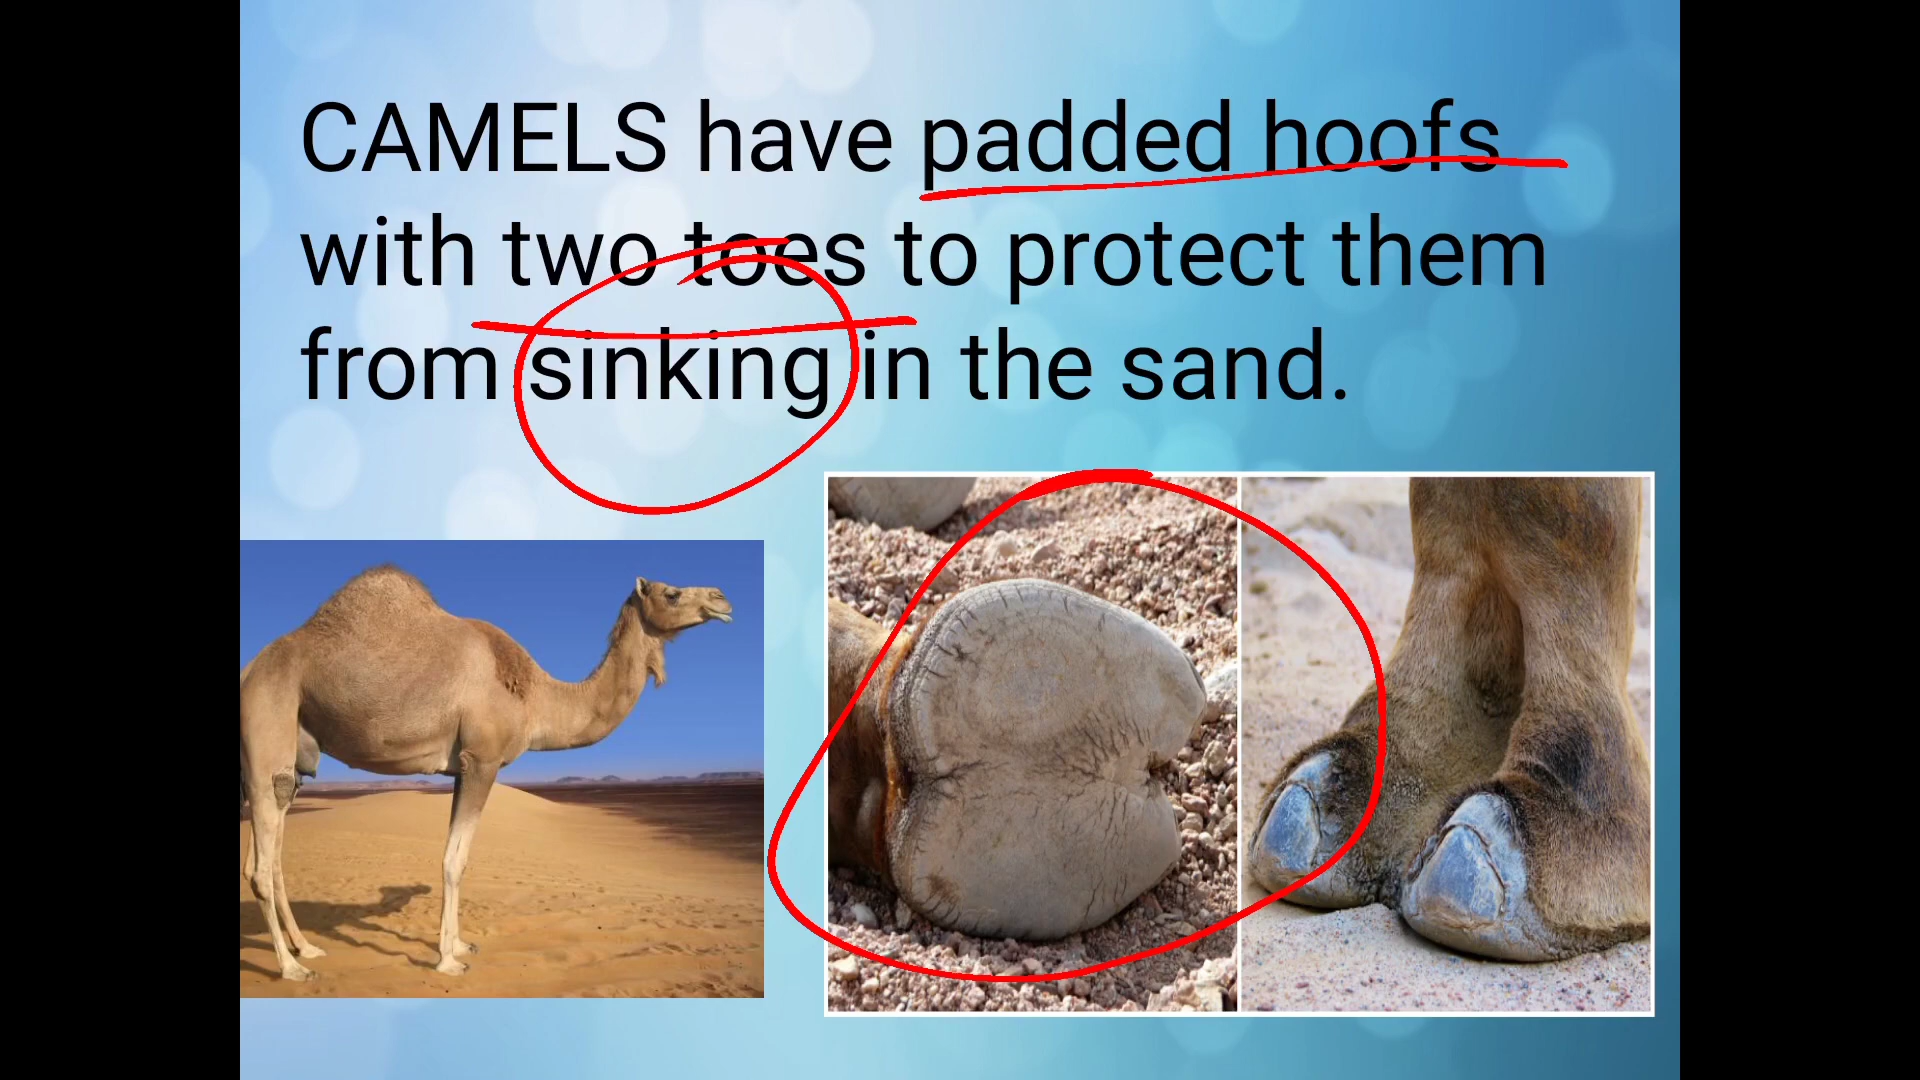 CAMELS have padded hoofs
with two toes to protect them
from sinking in the sand.